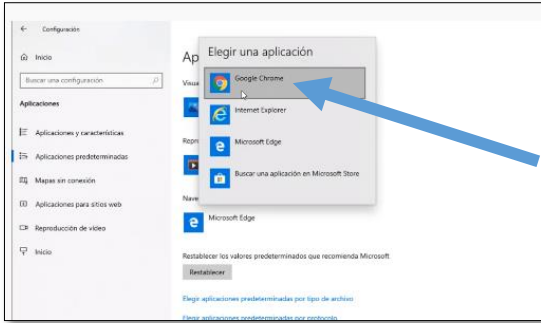 Configuración
Inicio
Buscar una configuración
Aplicaciones
Aplicaciones y características
Aplicaciones predeterminadas
Mapas sin conexión
Aplicaciones para sitios web
Reproducción de vídeo
Inicio
Ap
Elegir una aplicación
Visua
Google Chrome
Internet Explorer
Repro
Microsoft Edge
Buscar una aplicación en Microsoft Store
Nave
Microsoft Edge
Restablecer los valores predeterminados que recomienda Microsoft
Restablecer
Elegir aplicaciones predeterminadas por tipo de archivo
Elegir aplicaciones predeterminadas por protocolo